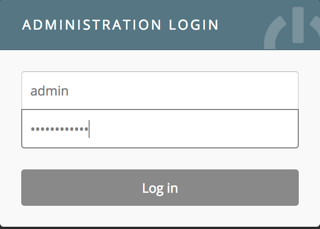 ADMINISTRATION LOGIN
admin
••••••••••••
Log in